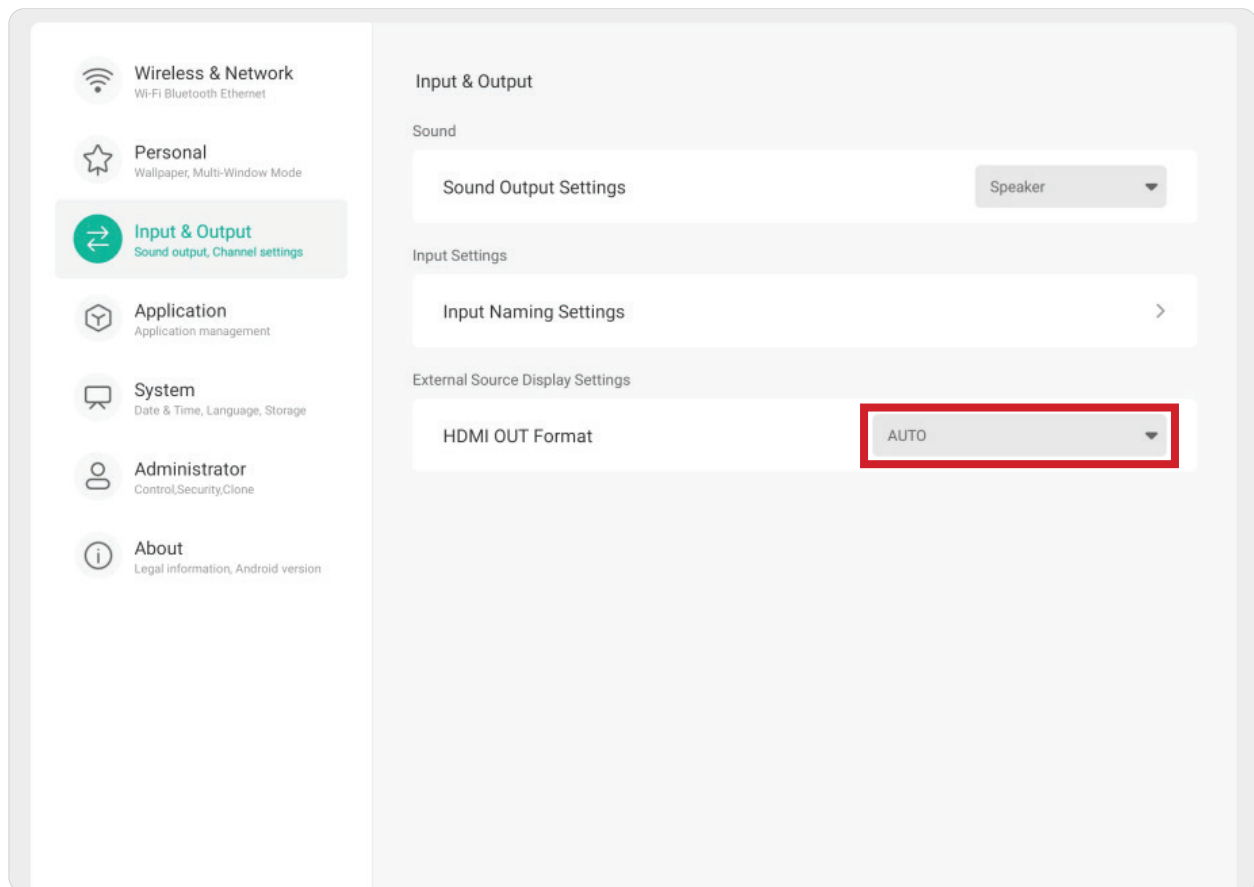 Wireless & Network
Wi-Fi Bluetooth Ethernet
Personal
Wallpaper, Multi-Window Mode
Input & Output
Sound output, Channel settings
Application
Application management
System
Date & Time, Language, Storage
Administrator
Control,Security,Clone
About
Legal information, Android version
Input & Output
Sound
Sound Output Settings
Speaker
Input Settings
Input Naming Settings
External Source Display Settings
HDMI OUT Format
AUTO